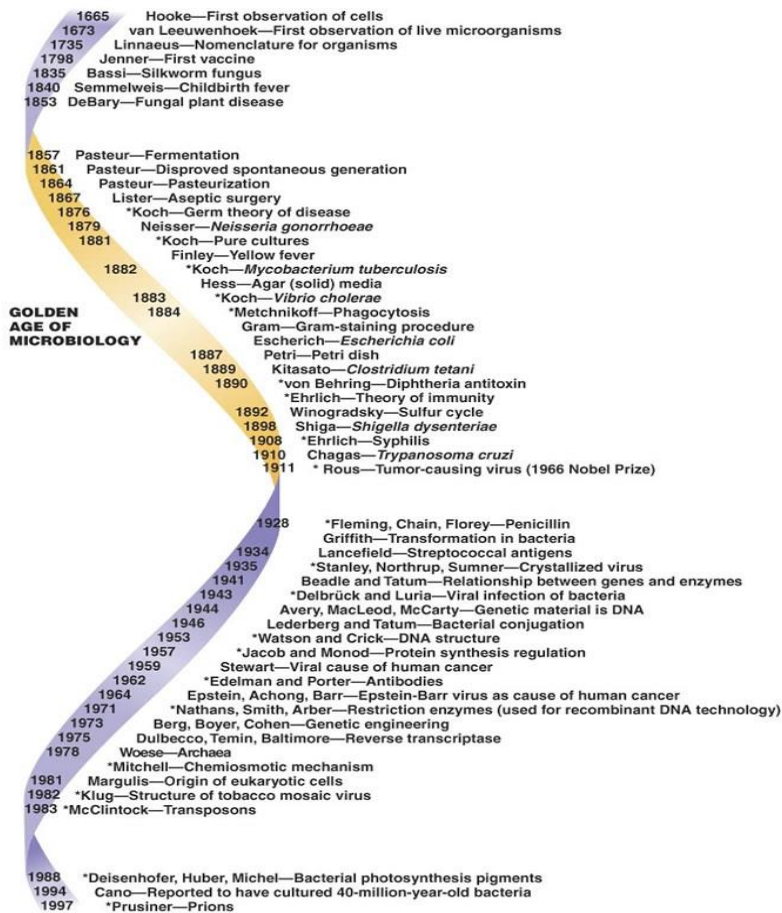 1665 Hooke—First observation of cells
1673 van Leeuwenhoek—First observation of live microorganisms
1735 Linnaeus—Nomenclature for organisms
1798 Jenner—First vaccine
1835 Bassi—Silkworm fungus
1840 Semmelweis—Childbirth fever
1853 DeBary—Fungal plant disease
1857 Pasteur—Fermentation
1861 Pasteur—Disproved spontaneous generation
1864 Pasteur—Pasteurization
1867 Lister—Aseptic surgery
1876 *Koch—Germ theory of disease
1879 Neisser—Neisseria gonorrhoeae
1881 *Koch—Pure cultures
Finley—Yellow fever
1882 *Koch—Mycobacterium tuberculosis
Hess—Agar (solid) media
1883 *Koch—Vibrio cholerae
GOLDEN
AGE OF
MICROBIOLOGY
1884 *Metchnikoff—Phagocytosis
Gram—Gram-staining procedure
Escherich—Escherichia coli
1887 Petri—Petri dish
1889 Kitasato—Clostridium tetani
1890 *von Behring—Diphtheria antitoxin
*Ehrlich—Theory of immunity
1892 Winogradsky—Sulfur cycle
1898 Shiga—Shigella dysenteriae
1908 *Ehrlich—Syphilis
1910 Chagas—Trypanosoma cruzi
1911 * Rous—Tumor-causing virus (1966 Nobel Prize)
1928 *Fleming, Chain, Florey—Penicillin
Griffith—Transformation in bacteria
1934 Lancefield—Streptococcal antigens
1935 *Stanley, Northrup, Sumner—Crystallized virus
1941 Beadle and Tatum—Relationship between genes and enzymes
1943 *Delbrück and Luria—Viral infection of bacteria
1944 Avery, MacLeod, McCarty—Genetic material is DNA
1946 Lederberg and Tatum—Bacterial conjugation
1953 *Watson and Crick—DNA structure
1957 *Jacob and Monod—Protein synthesis regulation
1959 Stewart—Viral cause of human cancer
1962 *Edelman and Porter—Antibodies
1964 Epstein, Achong, Barr—Epstein-Barr virus as cause of human cancer
1971 *Nathans, Smith, Arber—Restriction enzymes (used for recombinant DNA technology)
1973 Berg, Boyer, Cohen—Genetic engineering
1975 Dulbecco, Temin, Baltimore—Reverse transcriptase
1978 Woese—Archaea
*Mitchell—Chemiosmotic mechanism
1981 Margulis—Origin of eukaryotic cells
1982 *Klug—Structure of tobacco mosaic virus
1983 *McClintock—Transposons
1988 *Deisenhofer, Huber, Michel—Bacterial photosynthesis pigments
1994 Cano—Reported to have cultured 40-million-year-old bacteria
1997 *Prusiner—Prions